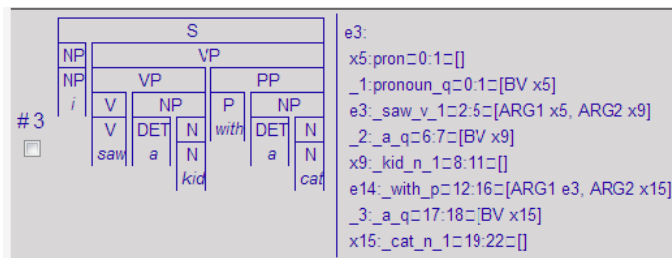 S
NP VP
NP VP PP
i V NP P NP
#3
V DET N with DET N
saw a N a N
kid cat
e3:
x5:pron□0:1□[]
_1:pronoun_q□0:1□[BV x5]
e3:_saw_v_1□2:5□[ARG1 x5, ARG2 x9]
_2:_a_q□6:7□[BV x9]
x9:_kid_n_1□8:11□[]
e14:_with_p□12:16□[ARG1 e3, ARG2 x15]
_3:_a_q□17:18□[BV x15]
x15:_cat_n_1□19:22□[]